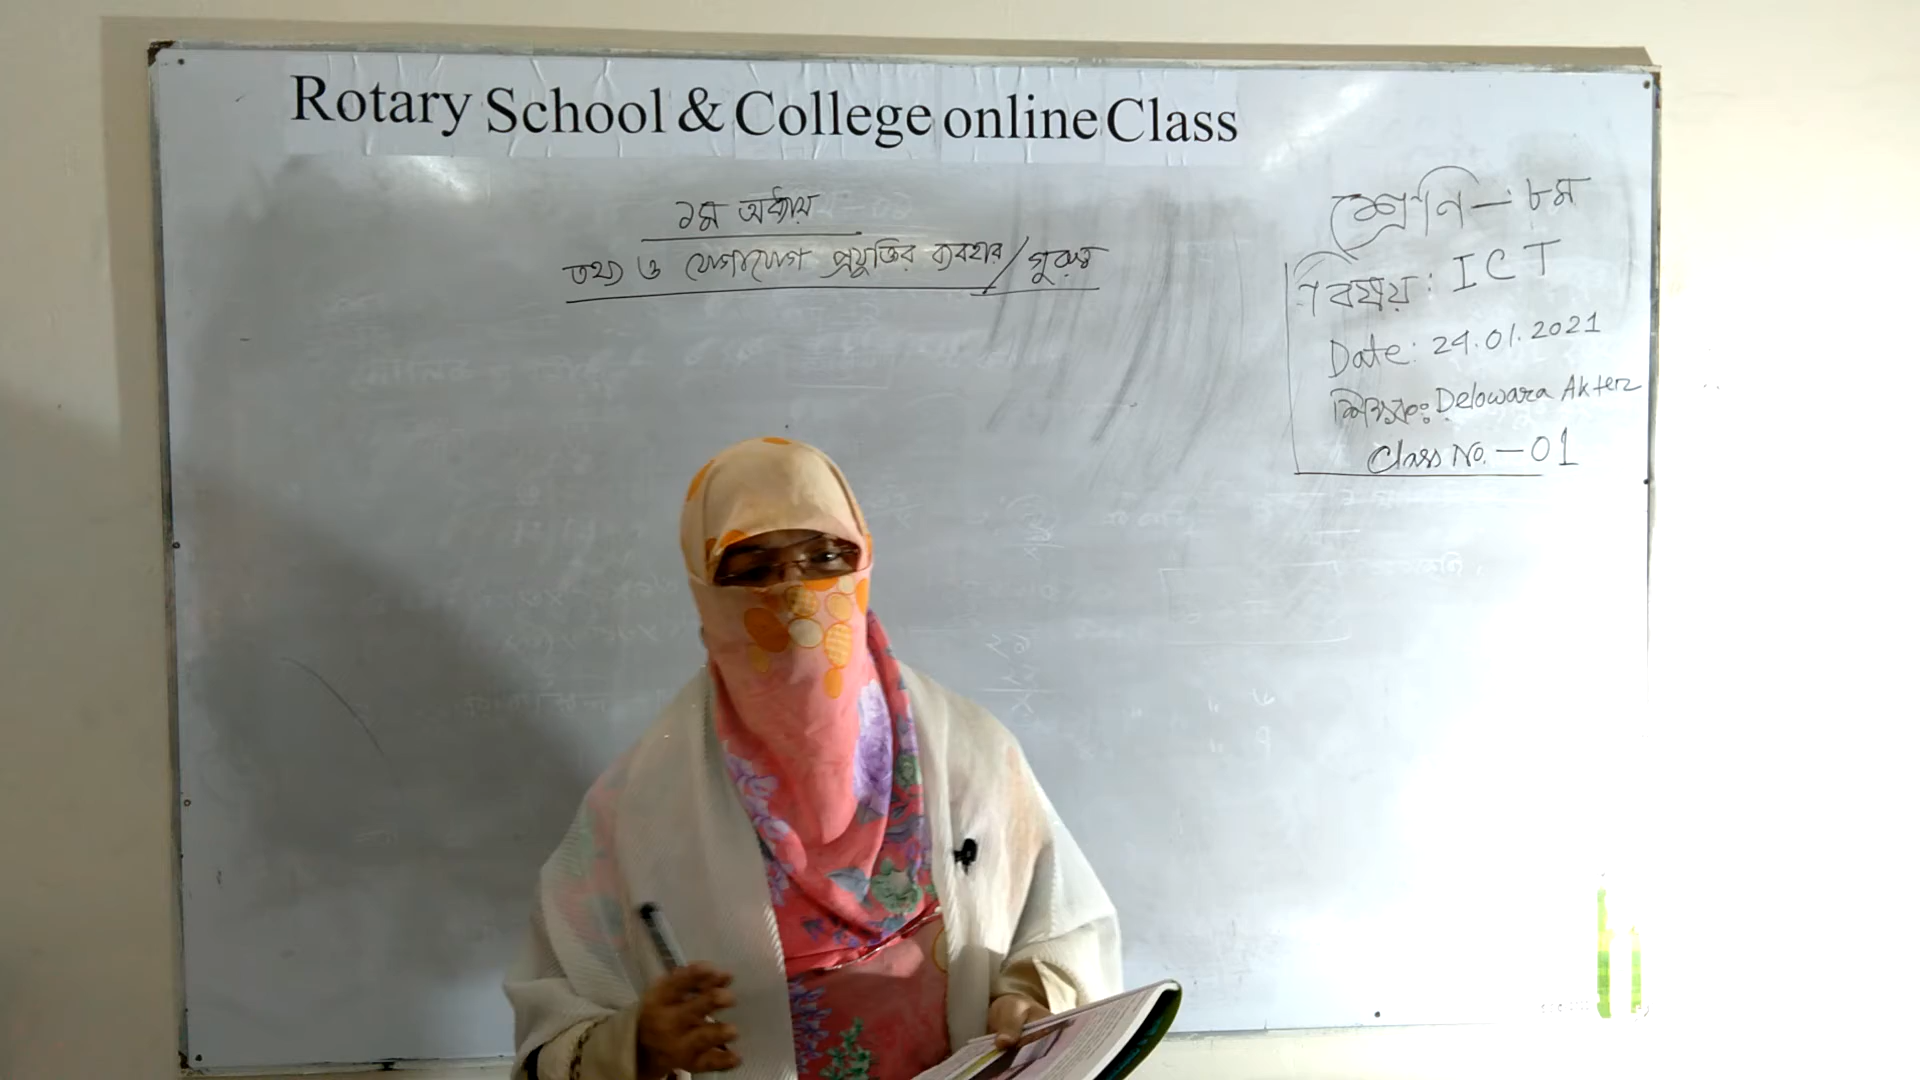 Rotary School & College online Class
১ম অধ্যায়
তথ্য ও যোগাযোগ প্রযুক্তির ব্যবহার/গুরুত্ব
শ্রেণি - ৮ম
বিষয়: ICT
Date: 24.01.2021
শিক্ষকঃ Delowara Akter
Class No. - 01